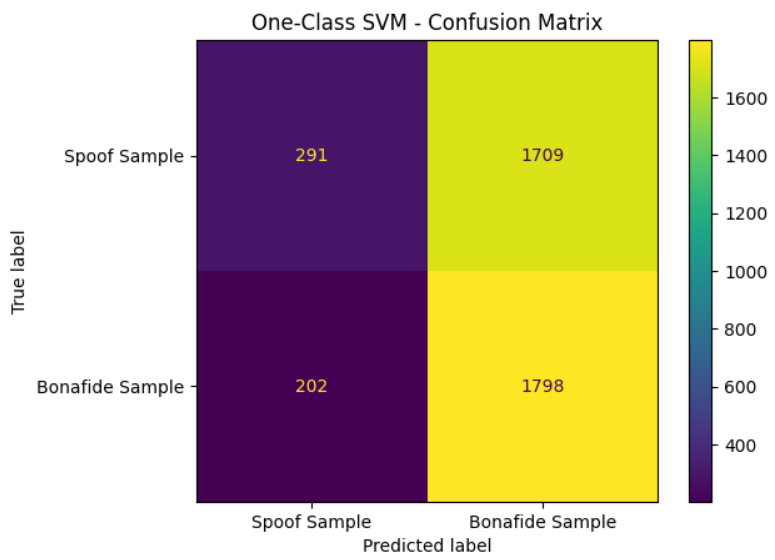 One-Class SVM - Confusion Matrix
Spoof Sample
291
1709
Bonafide Sample
202
1798
Spoof Sample
Bonafide Sample
Predicted label
True label
1600
1400
1200
1000
800
600
400